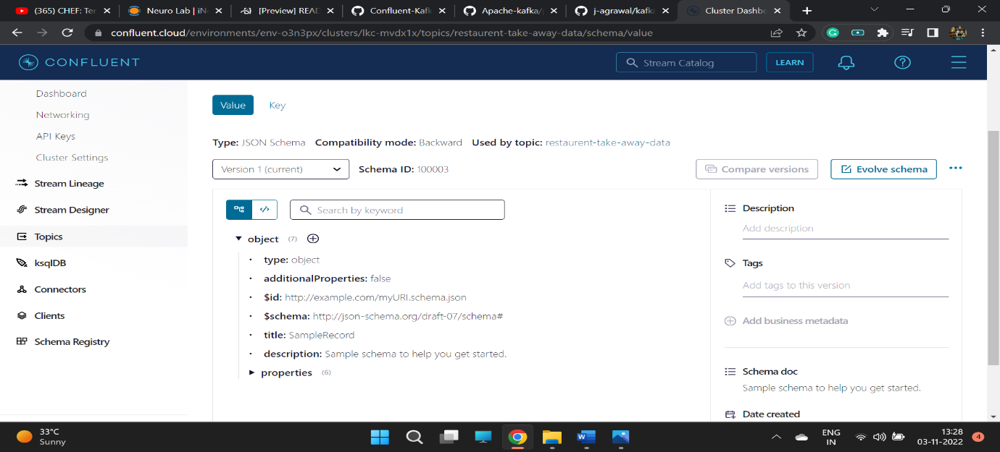 (365) CHEF: Ter
Neuro Lab | iN
[Preview] READ
Confluent-Kafk
Apache-kafka/
j-agrawal/kafka
Cluster Dashbo
confluent.cloud/environments/env-o3n3px/clusters/lkc-mvdx1x/topics/restaurent-take-away-data/schema/value
CONFLUENT
Stream Catalog
LEARN
Dashboard
Networking
API Keys
Cluster Settings
Stream Lineage
Stream Designer
Topics
ksqlDB
Connectors
Clients
Schema Registry
Value Key
Type: JSON Schema Compatibility mode: Backward Used by topic: restaurent-take-away-data
Version 1 (current) Schema ID: 100003 Compare versions Evolve schema
Search by keyword
object (7)
type: object
additionalProperties: false
$id: http://example.com/myURI.schema.json
$schema: http://json-schema.org/draft-07/schema#
title: SampleRecord
description: Sample schema to help you get started.
properties (6)
Description
Add description
Tags
Add tags to this version
Add business metadata
Schema doc
Sample schema to help you get started.
Date created
33°C
Sunny
ENG
IN
13:28
03-11-2022
4